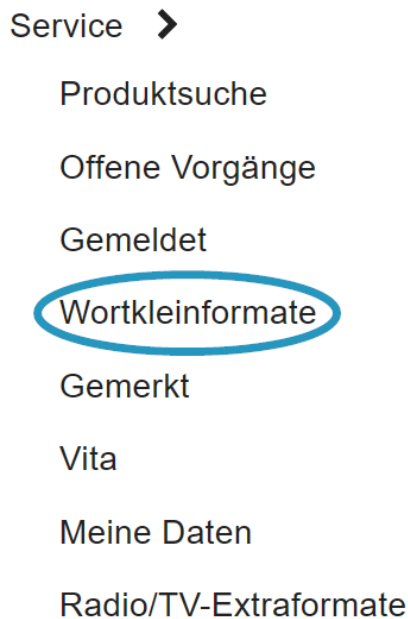 Service
Produktsuche
Offene Vorgänge
Gemeldet
Wortkleinformate
Gemerkt
Vita
Meine Daten
Radio/TV-Extraformate